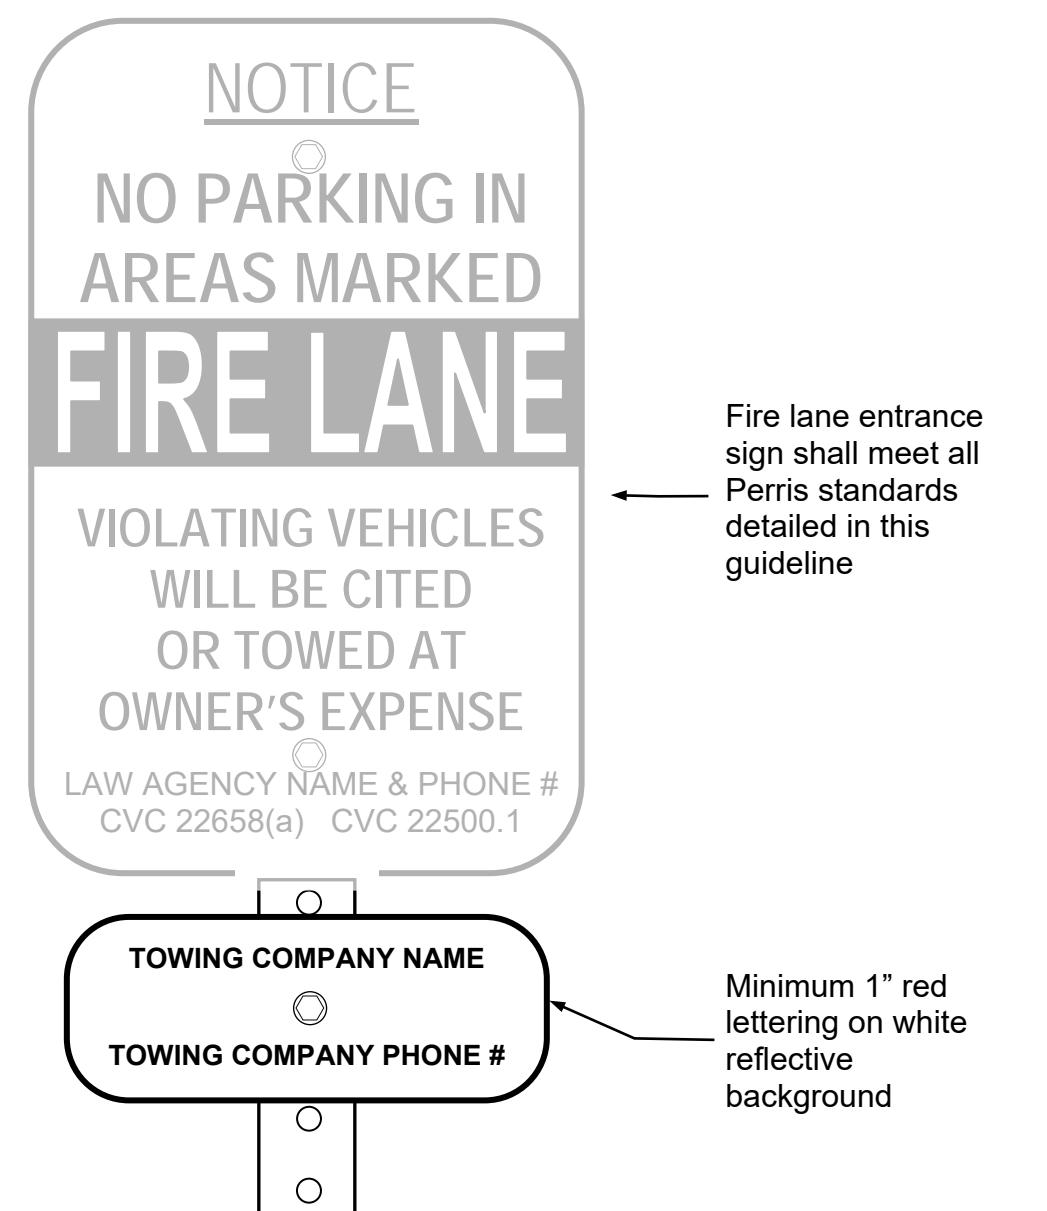 NOTICE
NO PARKING IN
AREAS MARKED
FIRE LANE
VIOLATING VEHICLES
WILL BE CITED
OR TOWED AT
OWNER'S EXPENSE
LAW AGENCY NAME & PHONE #
CVC 22658(a) CVC 22500.1
TOWING COMPANY NAME
TOWING COMPANY PHONE #
Fire lane entrance
sign shall meet all
Perris standards
detailed in this
guideline
Minimum 1” red
lettering on white
reflective
background